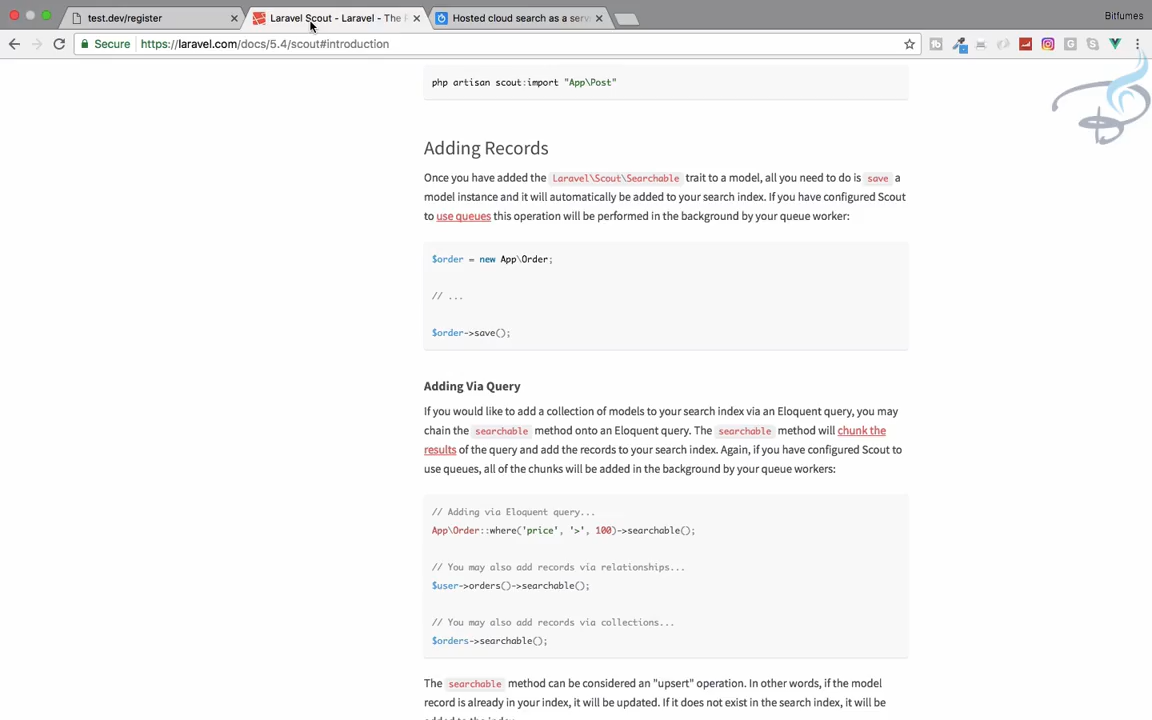 test.dev/register
Laravel Scout - Laravel - The P
Hosted cloud search as a serv
Bitfumes
Secure
https://laravel.com/docs/5.4/scout#introduction
php artisan scout:import "App\Post"
Adding Records
Once you have added the Laravel\Scout\Searchable trait to a model, all you need to do is save a
model instance and it will automatically be added to your search index. If you have configured Scout
to use queues this operation will be performed in the background by your queue worker:
$order = new App\Order;
// ...
$order->save();
Adding Via Query
If you would like to add a collection of models to your search index via an Eloquent query, you may
chain the searchable method onto an Eloquent query. The searchable method will chunk the
results of the query and add the records to your search index. Again, if you have configured Scout to
use queues, all of the chunks will be added in the background by your queue workers:
// Adding via Eloquent query...
App\Order::where('price', '>', 100)->searchable();
// You may also add records via relationships...
$user->orders()->searchable();
// You may also add records via collections...
$orders->searchable();
The searchable method can be considered an "upsert" operation. In other words, if the model
record is already in your index, it will be updated. If it does not exist in the search index, it will be
added to the index.